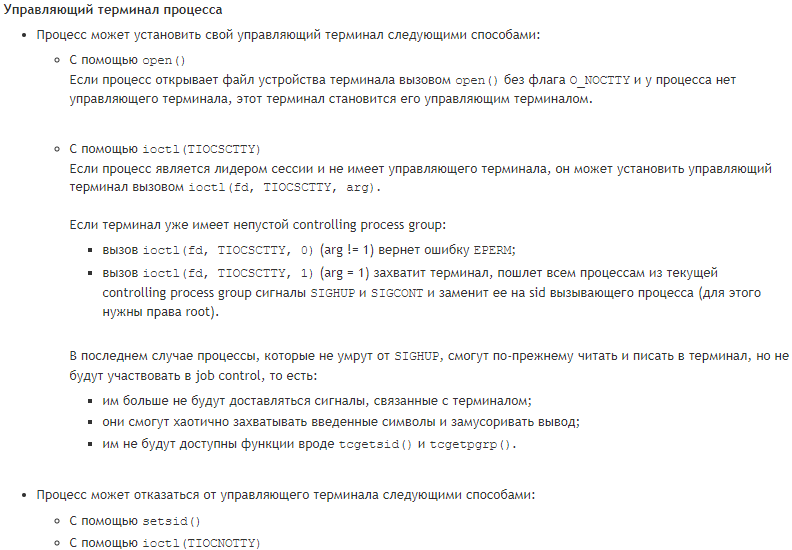 Управляющий терминал процесса
Процесс может установить свой управляющий терминал следующими способами:
С помощью open()
Если процесс открывает файл устройства терминала вызовом open() без флага O_NOCTTY и у процесса нет
управляющего терминала, этот терминал становится его управляющим терминалом.
С помощью ioctl(TIOCSCTTY)
Если процесс является лидером сессии и не имеет управляющего терминала, он может установить управляющий
терминал вызовом ioctl(fd, TIOCSCTTY, arg).
Если терминал уже имеет непустой controlling process group:
вызов ioctl(fd, TIOCSCTTY, 0) (arg != 1) вернет ошибку EPERM;
вызов ioctl(fd, TIOCSCTTY, 1) (arg = 1) захватит терминал, пошлет всем процессам из текущей
controlling process group сигналы SIGHUP и SIGCONT и заменит ее на sid вызывающего процесса (для этого
нужны права root).
В последнем случае процессы, которые не умрут от SIGHUP, смогут по-прежнему читать и писать в терминал, но не
будут участвовать в job control, то есть:
им больше не будут доставляться сигналы, связанные с терминалом;
они смогут хаотично захватывать введенные символы и замусоривать вывод;
им не будут доступны функции вроде tcgetsid() и tcgetpgrp().
Процесс может отказаться от управляющего терминала следующими способами:
С помощью setsid()
С помощью ioctl(TIOCNOTTY)